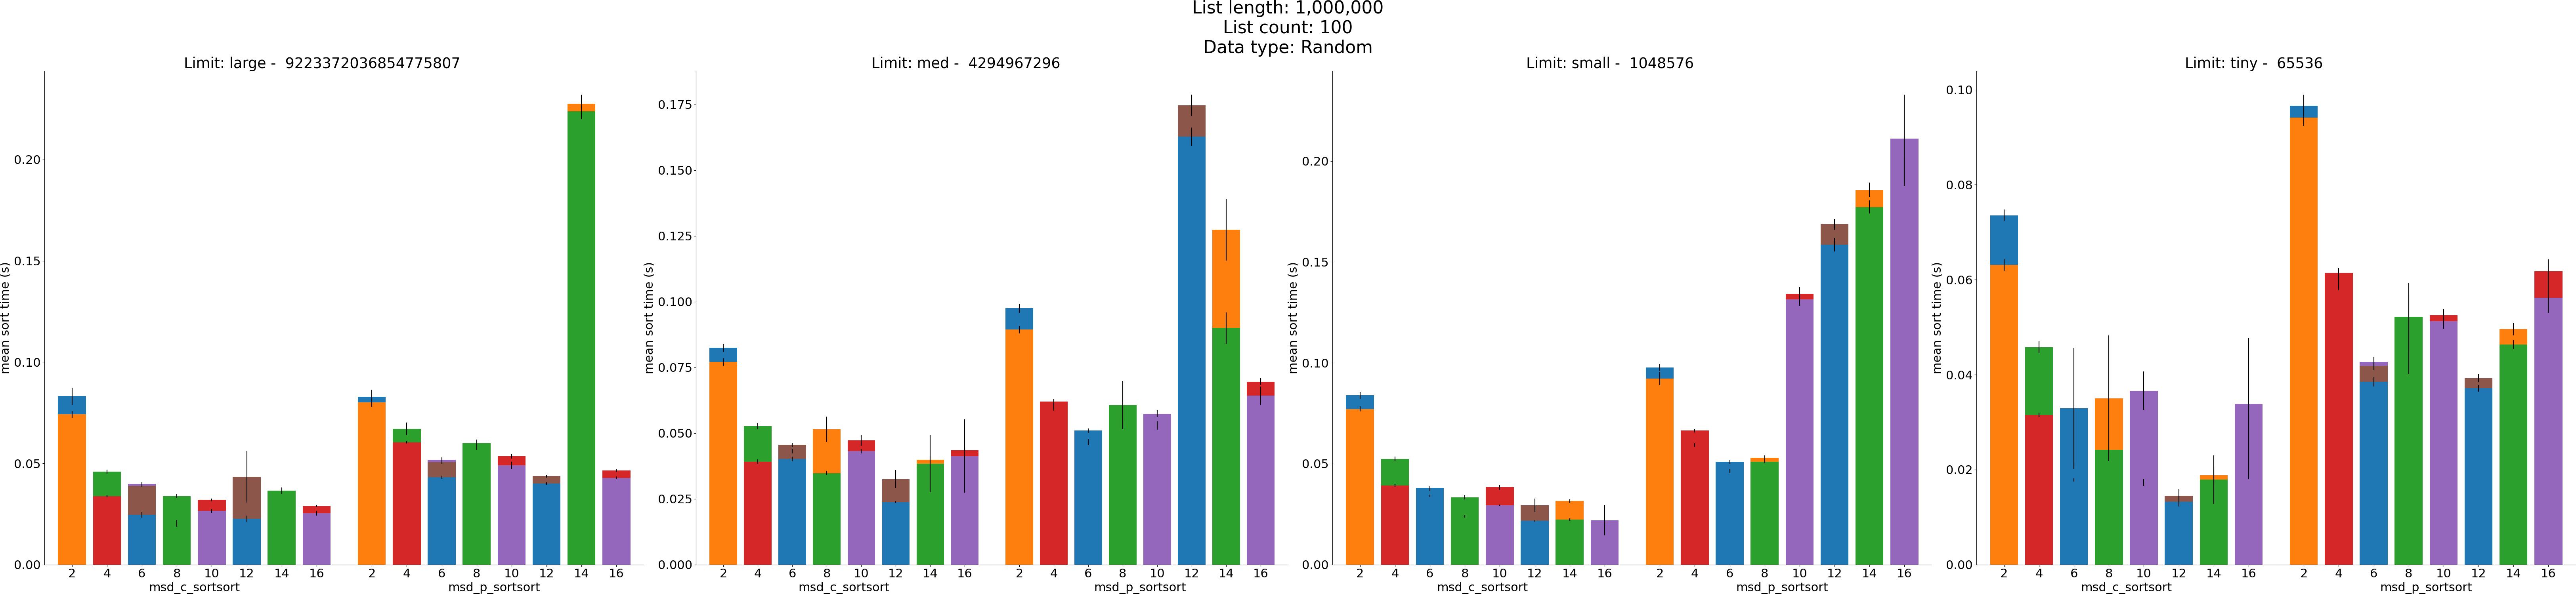 List length: 1,000,000
List count: 100
Data type: Random
Limit: large -  9223372036854775807
mean sort time (s)
0.20
0.15
0.10
0.05
0.00
2 4 6 8 10 12 14 16 2 4 6 8 10 12 14 16
msd_c_sortsort msd_p_sortsort
Limit: med -  4294967296
mean sort time (s)
0.175
0.150
0.125
0.100
0.075
0.050
0.025
0.000
2 4 6 8 10 12 14 16 2 4 6 8 10 12 14 16
msd_c_sortsort msd_p_sortsort
Limit: small -  1048576
mean sort time (s)
0.20
0.15
0.10
0.05
0.00
2 4 6 8 10 12 14 16 2 4 6 8 10 12 14 16
msd_c_sortsort msd_p_sortsort
Limit: tiny -  65536
mean sort time (s)
0.10
0.08
0.06
0.04
0.02
0.00
2 4 6 8 10 12 14 16 2 4 6 8 10 12 14 16
msd_c_sortsort msd_p_sortsort